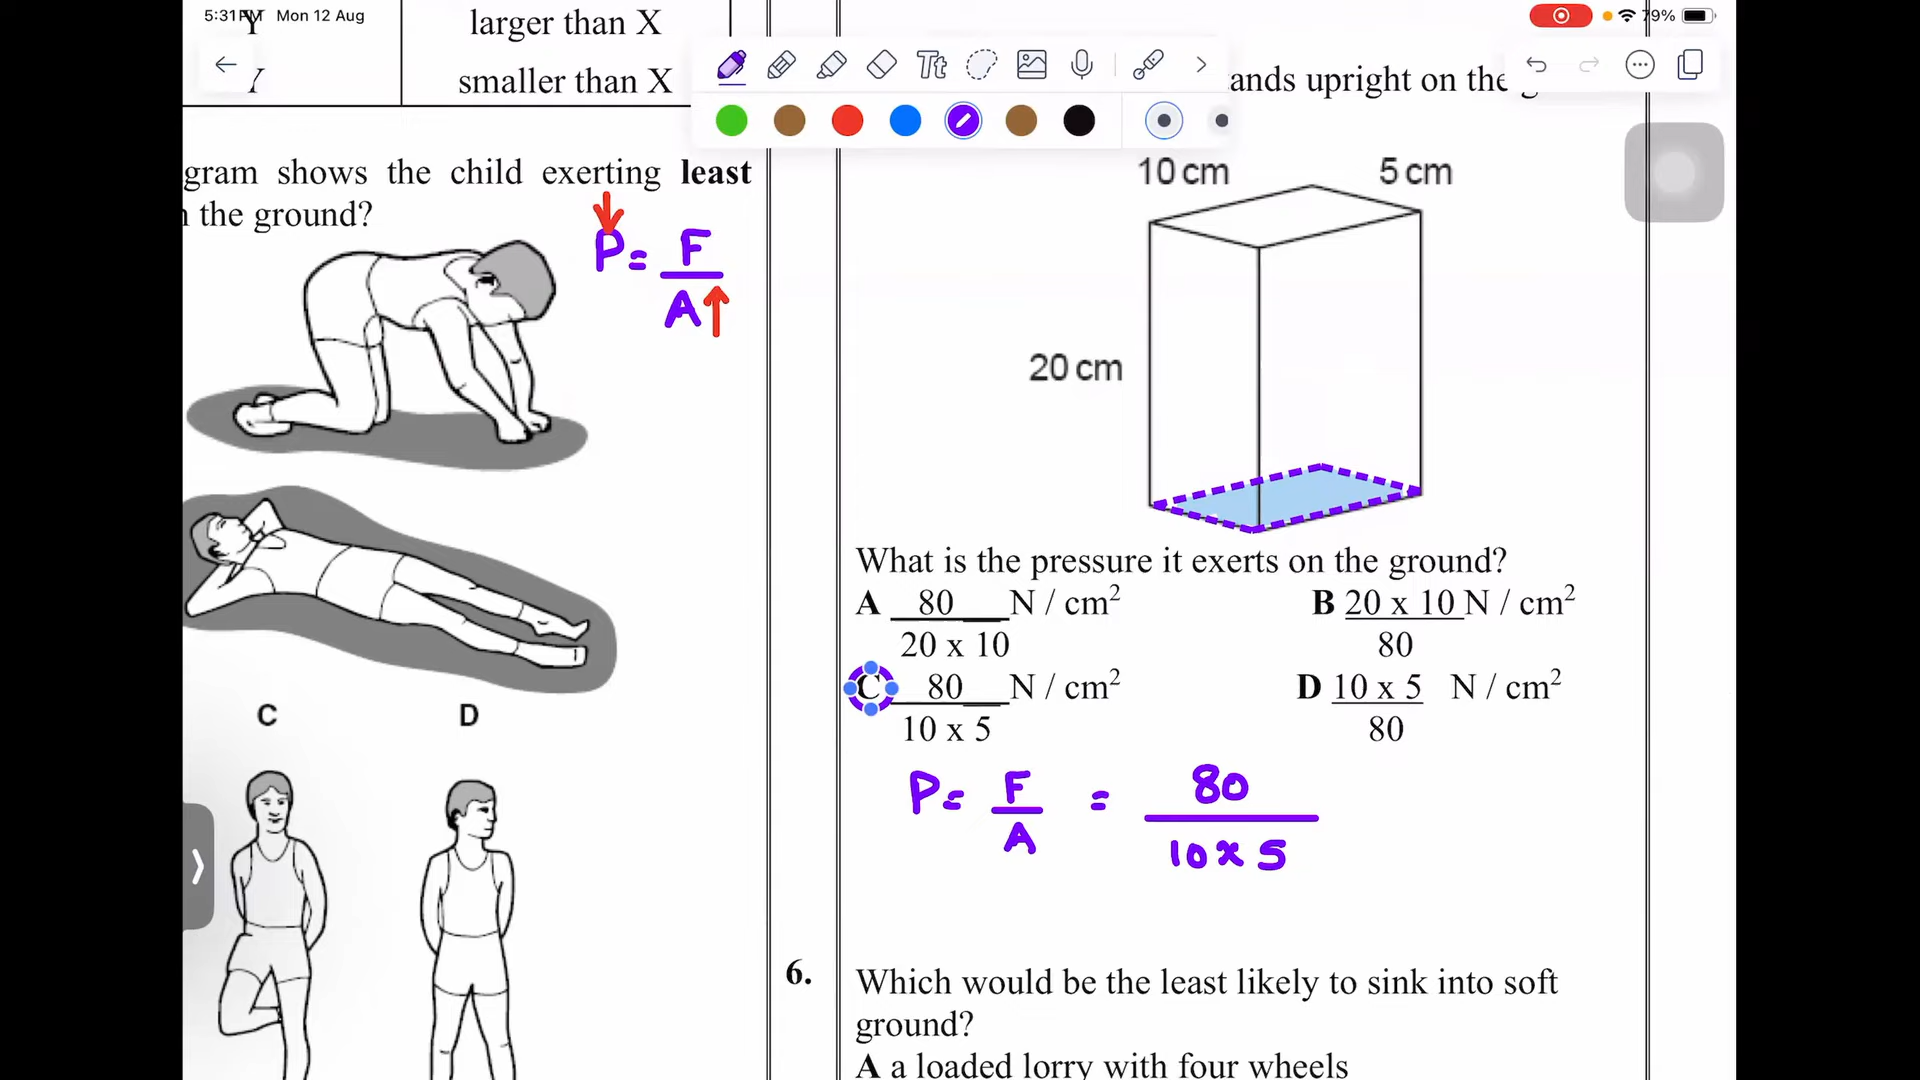 5:31PM Mon 12 Aug
79%
Y
larger than X
smaller than X
Tt
ands upright on the
gram shows the child exerting least
the ground?
P = F / A
10 cm
5 cm
20 cm
What is the pressure it exerts on the ground?
A 80 N / cm²
20 x 10
B 20 x 10 N / cm²
80
C 80 N / cm²
10 x 5
D 10 x 5 N / cm²
80
P = F / A = 80 / 10 x 5
C D
6.
Which would be the least likely to sink into soft
ground?
A a loaded lorry with four wheels